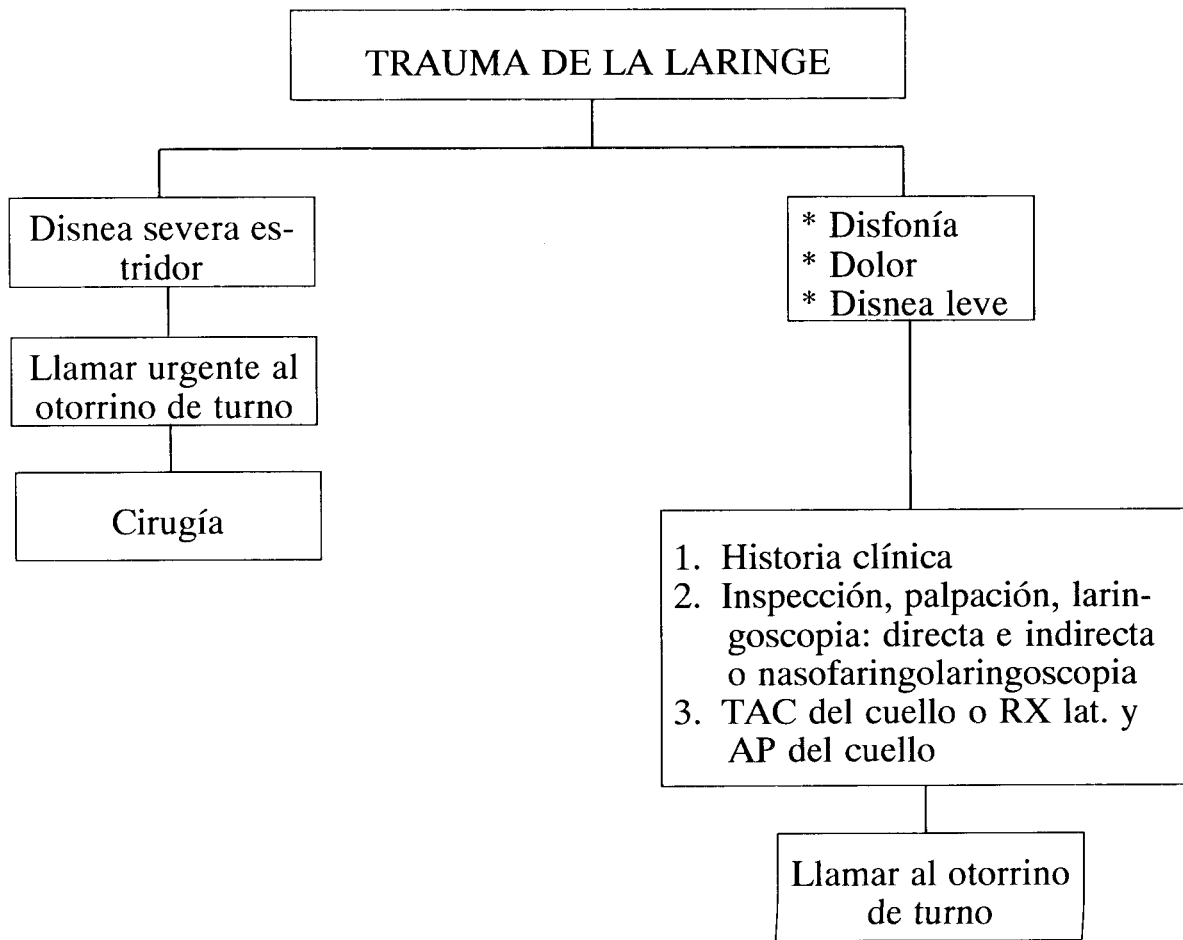 TRAUMA DE LA LARINGE
Disnea severa es-
tridor
Llamar urgente al
otorrino de turno
Cirugía
* Disfonía
* Dolor
* Disnea leve
1. Historia clínica
2. Inspección, palpación, larin-
goscopia: directa e indirecta
o nasofaringolaringoscopia
3. TAC del cuello o RX lat. y
AP del cuello
Llamar al otorrino
de turno